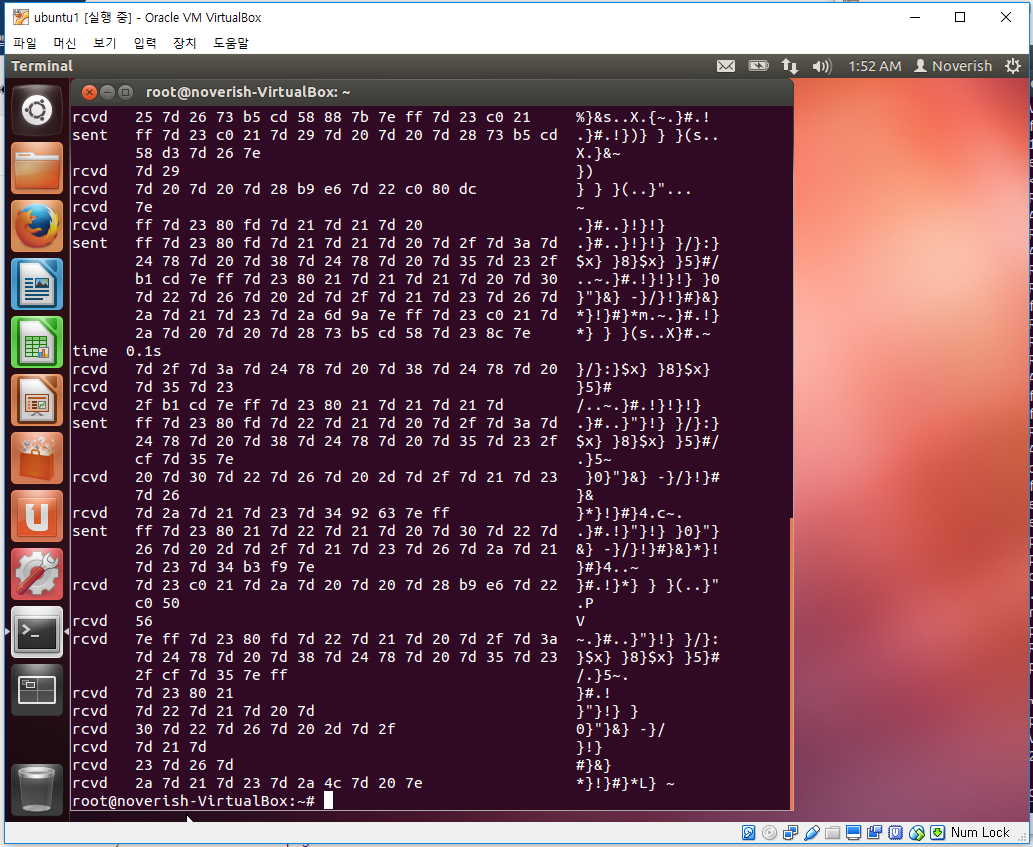 ubuntu1 [실행 중] - Oracle VM VirtualBox
파일 머신 보기 입력 장치 도움말
Terminal 1:52 AM Noverish
root@noverish-VirtualBox: ~
rcvd 25 7d 26 73 b5 cd 58 88 7b 7e ff 7d 23 c0 21 %}&s..X.{~.}#.!
sent ff 7d 23 c0 21 7d 29 7d 20 7d 20 7d 28 73 b5 cd .}#.!})} } }(s..
58 d3 7d 26 7e X.}&~
rcvd 7d 29 })
rcvd 7d 20 7d 20 7d 28 b9 e6 7d 22 c0 80 dc } } }(..}"...
rcvd 7e ~
rcvd ff 7d 23 80 fd 7d 21 7d 21 7d 20 .}#..}!}!}
sent ff 7d 23 80 fd 7d 21 7d 21 7d 20 7d 2f 7d 3a 7d .}#..}!}!} }/}:}
24 78 7d 20 7d 38 7d 24 78 7d 20 7d 35 7d 23 2f $x} }8}$x} }5}#/
b1 cd 7e ff 7d 23 80 21 7d 21 7d 21 7d 20 7d 30 ..~.}#.!}!}!} }0
7d 22 7d 26 7d 20 2d 7d 2f 7d 21 7d 23 7d 26 7d }"}&} -}/}!}#}&}
2a 7d 21 7d 23 7d 2a 6d 9a 7e ff 7d 23 c0 21 7d *}!}#}*m.~.}#.!}
2a 7d 20 7d 20 7d 28 73 b5 cd 58 7d 23 8c 7e *} } }(s..X}#.~
time 0.1s
rcvd 7d 2f 7d 3a 7d 24 78 7d 20 7d 38 7d 24 78 7d 20 }/}:}$x} }8}$x}
rcvd 7d 35 7d 23 }5}#
rcvd 2f b1 cd 7e ff 7d 23 80 21 7d 21 7d 21 7d /..~.}#.!}!}!}
sent ff 7d 23 80 fd 7d 22 7d 21 7d 20 7d 2f 7d 3a 7d .}#..}"}!} }/}:}
24 78 7d 20 7d 38 7d 24 78 7d 20 7d 35 7d 23 2f $x} }8}$x} }5}#/
cf 7d 35 7e .}5~
rcvd 20 7d 30 7d 22 7d 26 7d 20 2d 7d 2f 7d 21 7d 23 }0}"}&} -}/}!}#
7d 26 }&
rcvd 7d 2a 7d 21 7d 23 7d 34 92 63 7e ff }*}!}#}4.c~.
sent ff 7d 23 80 21 7d 22 7d 21 7d 20 7d 30 7d 22 7d .}#.!}"}!} }0}"}
26 7d 20 2d 7d 2f 7d 21 7d 23 7d 26 7d 2a 7d 21 &} -}/}!}#}&}*}!
7d 23 7d 34 b3 f9 7e }#}4..~
rcvd 7d 23 c0 21 7d 2a 7d 20 7d 20 7d 28 b9 e6 7d 22 }#.!}*} } }(..}"
c0 50 .P
rcvd 56 V
rcvd 7e ff 7d 23 80 fd 7d 22 7d 21 7d 20 7d 2f 7d 3a ~.}#..}"}!} }/}:
7d 24 78 7d 20 7d 38 7d 24 78 7d 20 7d 35 7d 23 }$x} }8}$x} }5}#
2f cf 7d 35 7e ff /.}5~.
rcvd 7d 23 80 21 }#.!
rcvd 7d 22 7d 21 7d 20 7d }"}!} }
rcvd 30 7d 22 7d 26 7d 20 2d 7d 2f 0}"}&} -}/
rcvd 7d 21 7d }!}
rcvd 23 7d 26 7d #}&}
rcvd 2a 7d 21 7d 23 7d 2a 4c 7d 20 7e *}!}#}*L} ~
root@noverish-VirtualBox:~#
Num Lock